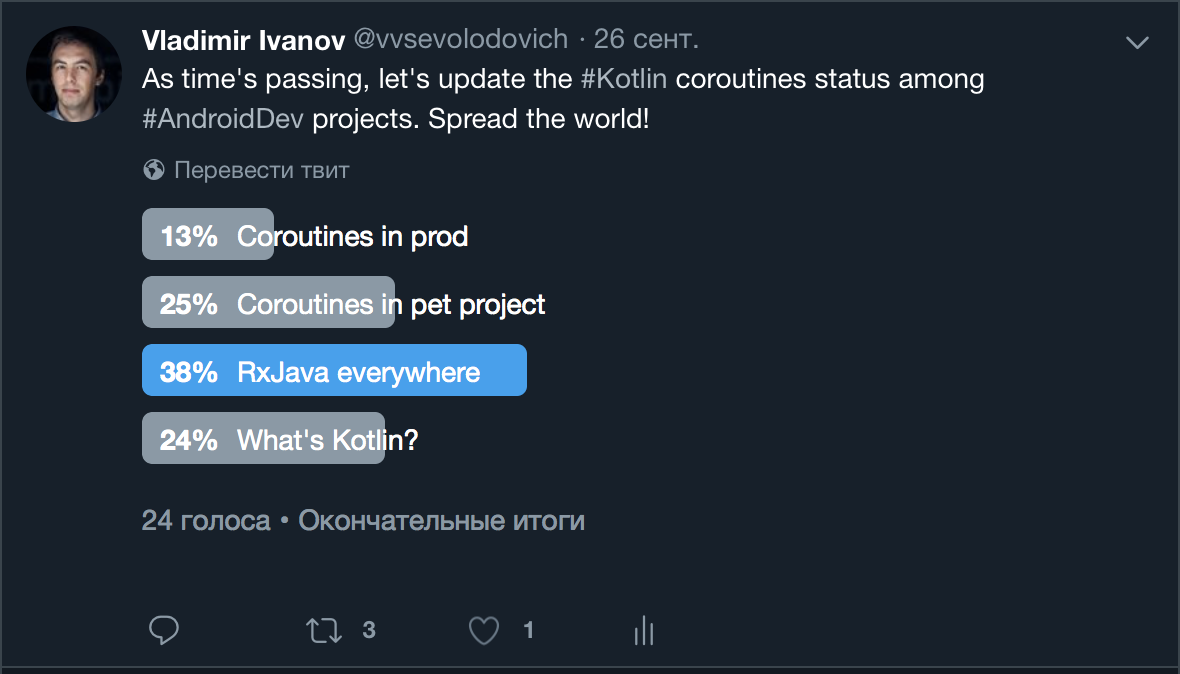 Vladimir Ivanov @vvsevolodovich · 26 сент.
As time's passing, let's update the #Kotlin coroutines status among
#AndroidDev projects. Spread the world!
Перевести твит
13% Coroutines in prod
25% Coroutines in pet project
38% RxJava everywhere
24% What's Kotlin?
24 голоса • Окончательные итоги
3 1